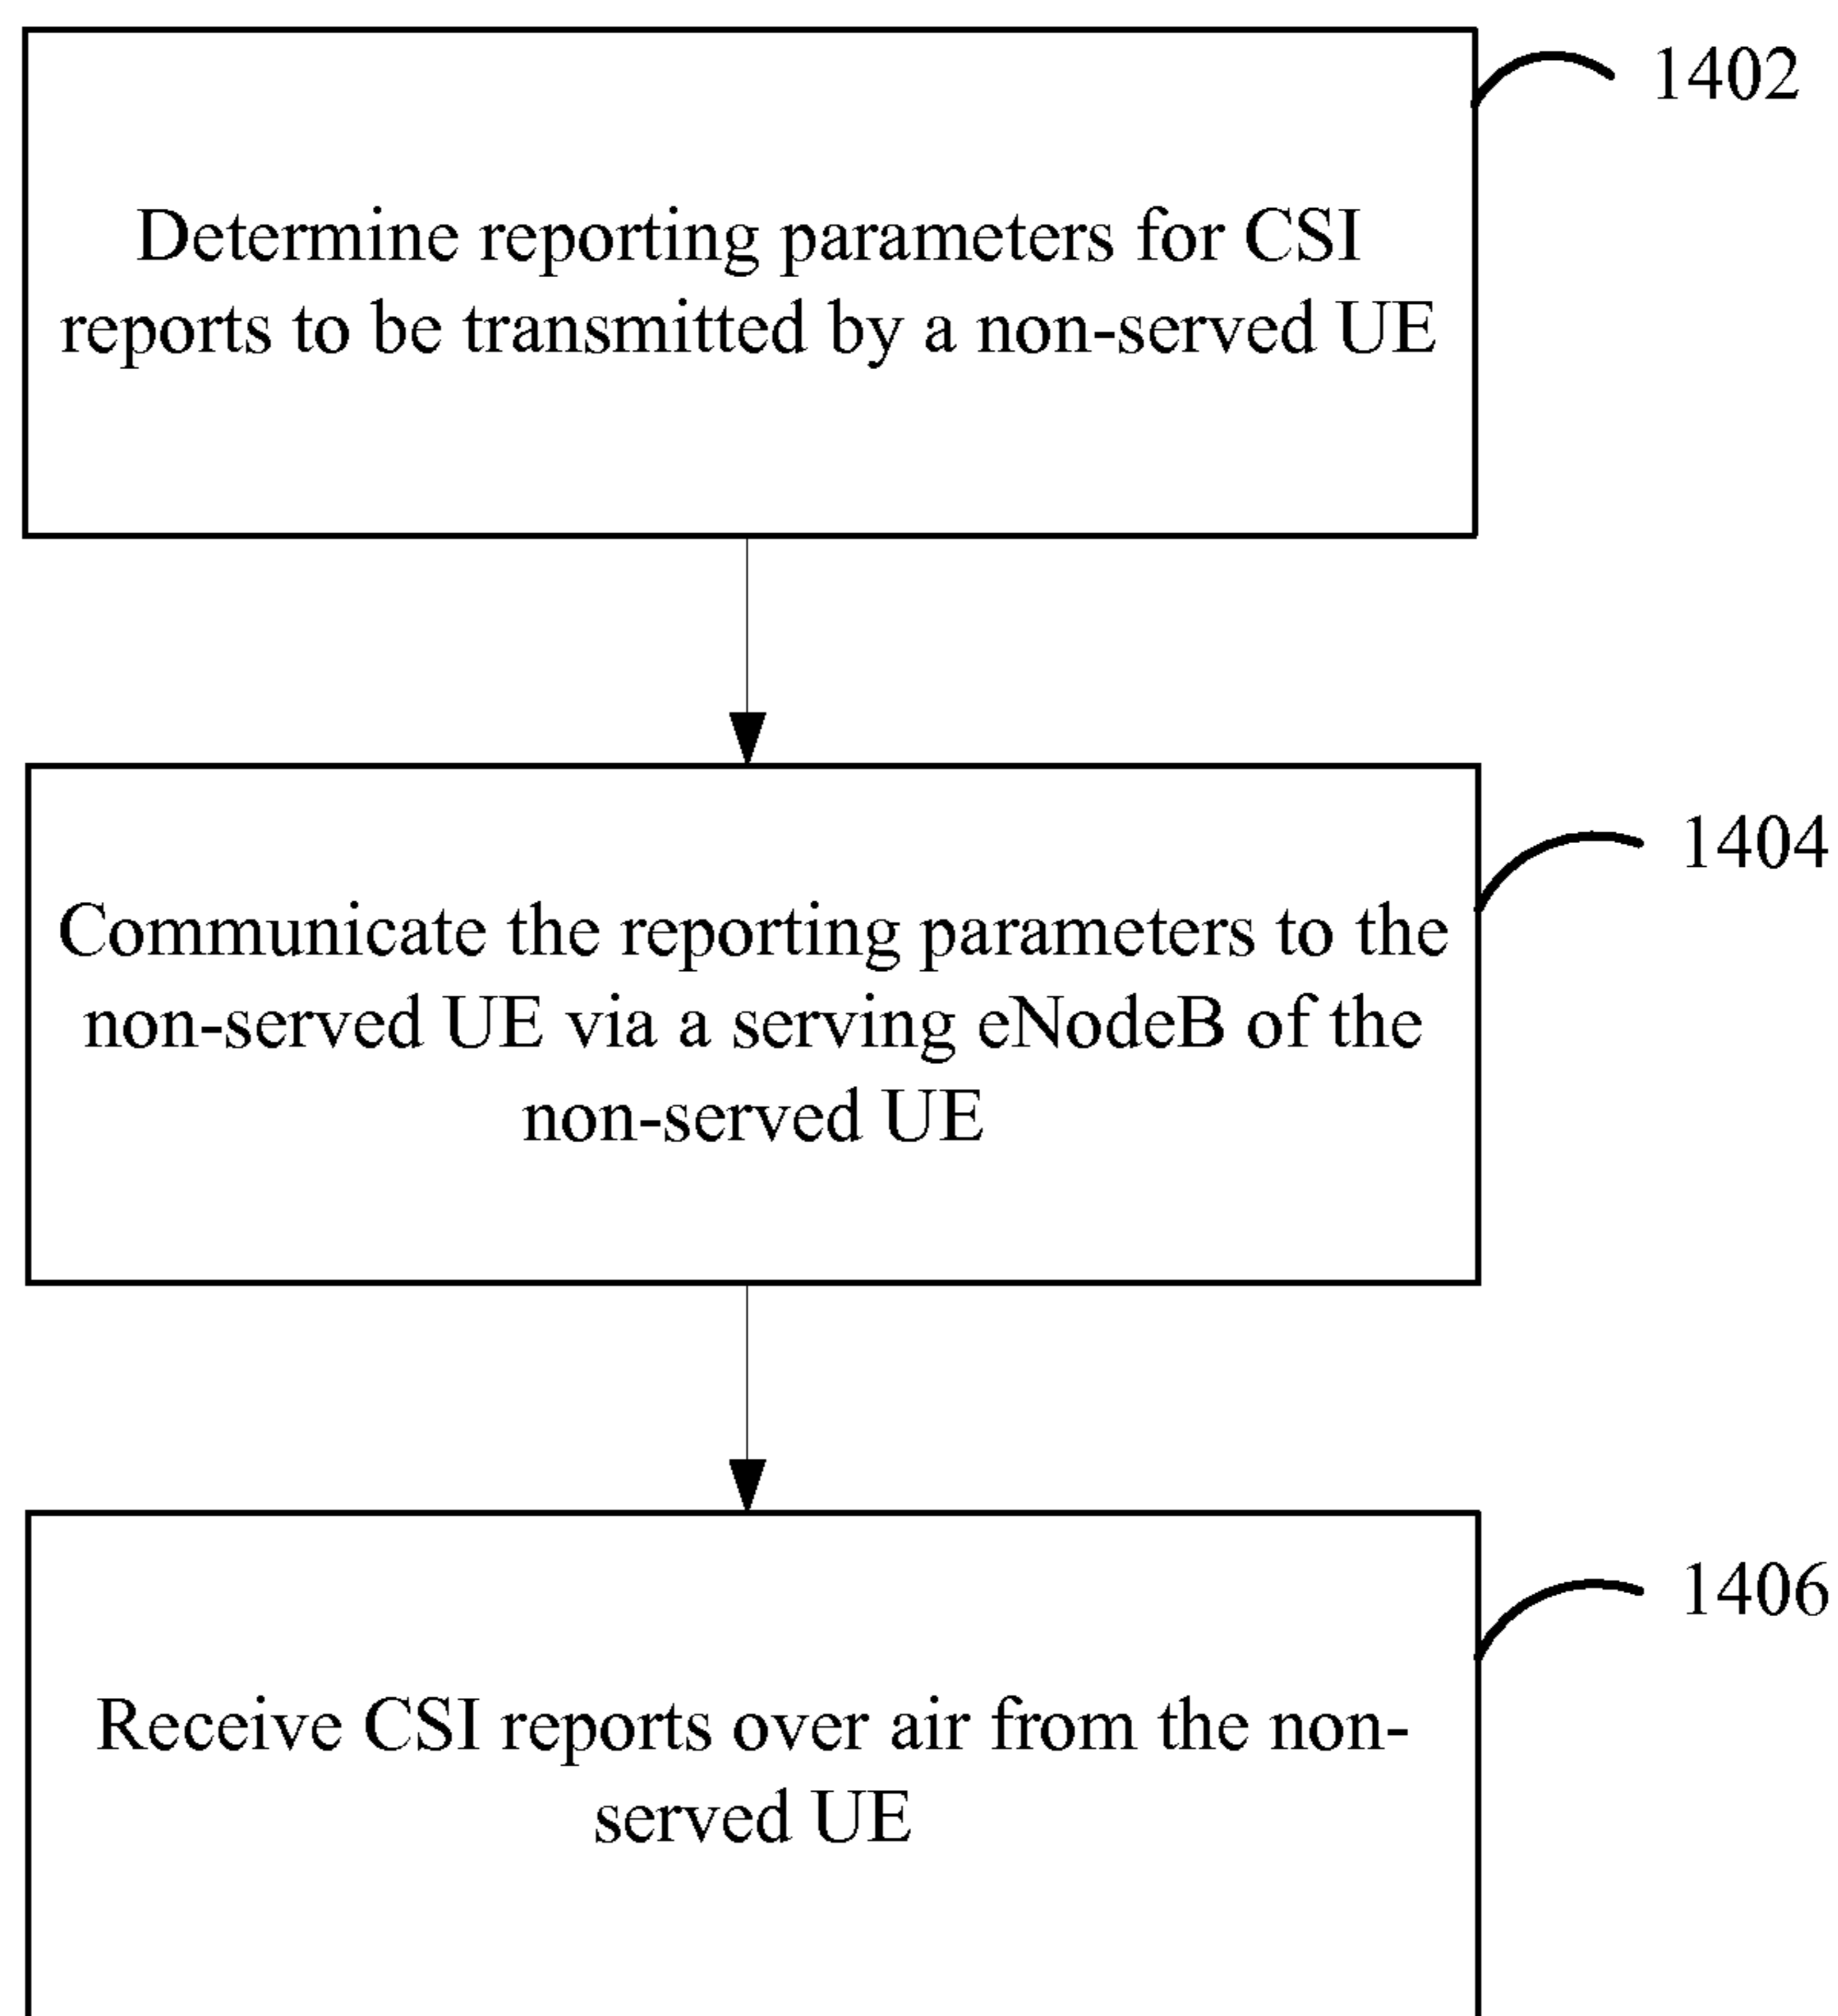 1402
Determine reporting parameters for CSI
reports to be transmitted by a non-served UE
1404
Communicate the reporting parameters to the
non-served UE via a serving eNodeB of the
non-served UE
1406
Receive CSI reports over air from the non-
served UE